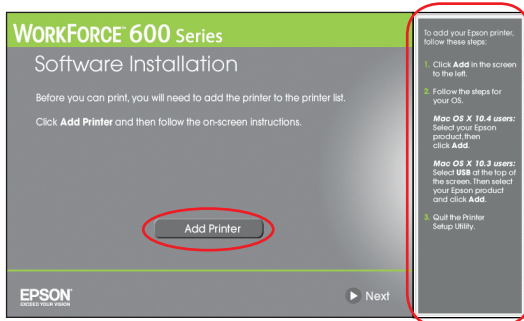 WORKFORCE™ 600 Series
Software Installation
Before you can print, you will need to add the printer to the printer list.
Click Add Printer and then follow the on-screen instructions.
Add Printer
EPSON®
EXCEED YOUR VISION
Next
To add your Epson printer,
follow these steps:
1. Click Add in the screen
to the left.
2. Follow the steps for
your OS.
Mac OS X 10.4 users:
Select your Epson
product, then
click Add.
Mac OS X 10.3 users:
Select USB at the top of
the screen. Then select
your Epson product
and click Add.
3. Quit the Printer
Setup Utility.